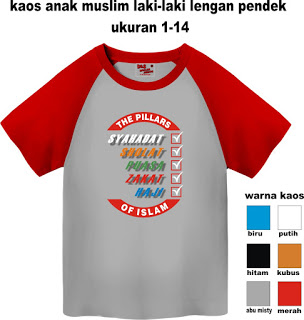 kaos anak muslim laki-laki lengan pendek
ukuran 1-14
THE PILLARS
SYAHADAT
SHOLAT
PUASA
ZAKAT
HAJI
OF ISLAM
warna kaos
biru putih
hitam kubus
abu misty merah